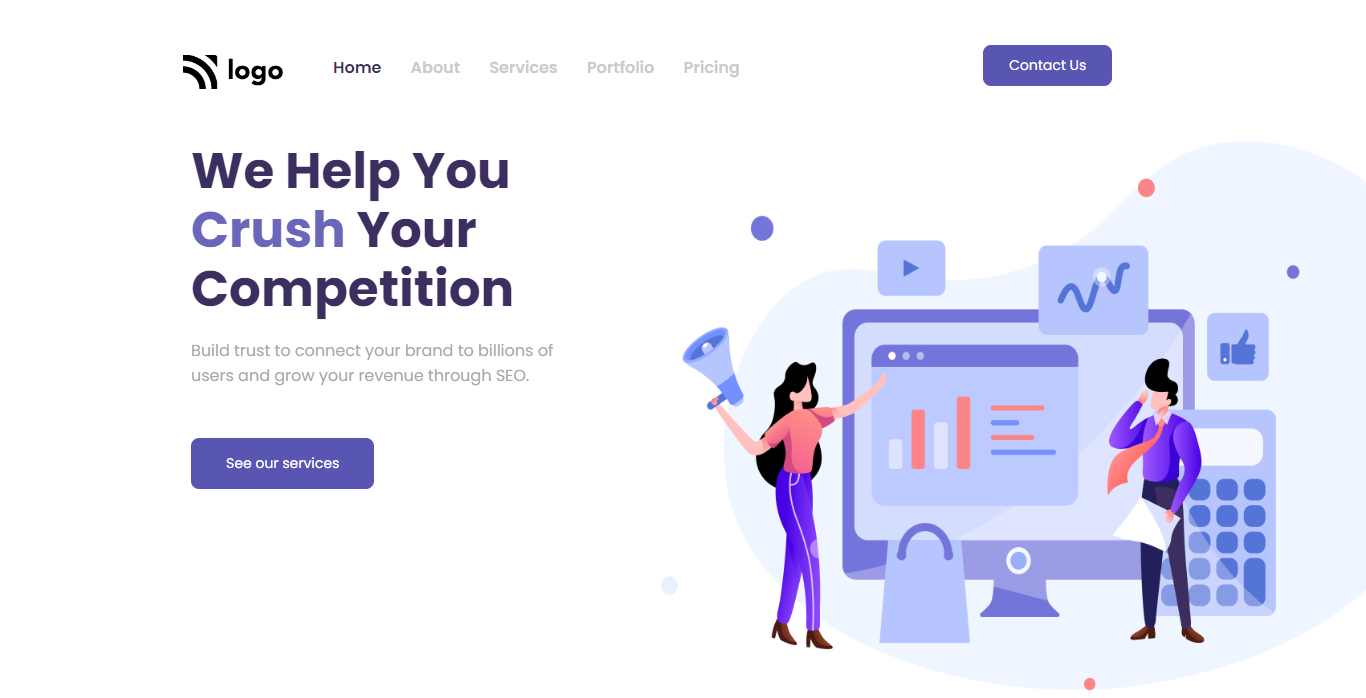 logo Home About Services Portfolio Pricing Contact Us
We Help You
Crush Your
Competition
Build trust to connect your brand to billions of
users and grow your revenue through SEO.
See our services